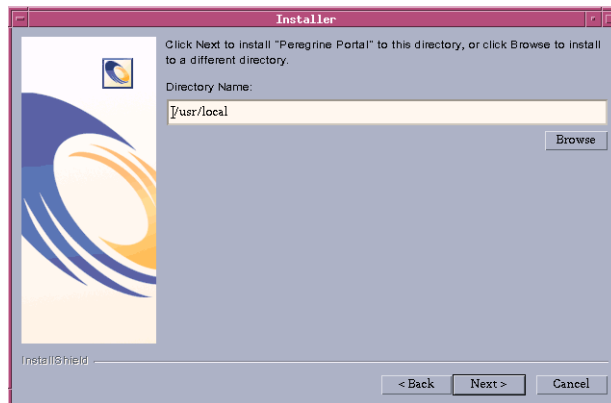 Installer
Click Next to install "Peregrine Portal" to this directory, or click Browse to install
to a different directory.
Directory Name:
/usr/local
Browse
InstallShield
< Back
Next >
Cancel